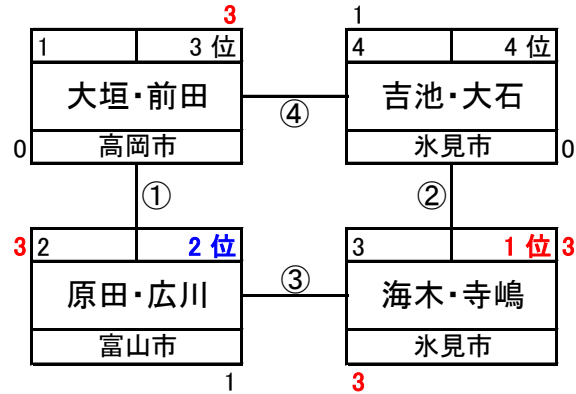 3 1
1 3位 4 4位
大垣・前田 吉池・大石
④
0 高岡市 氷見市 0
① ②
3 2 2位 3 1位 3
③
原田・広川 海木・寺嶋
富山市 氷見市
1 3